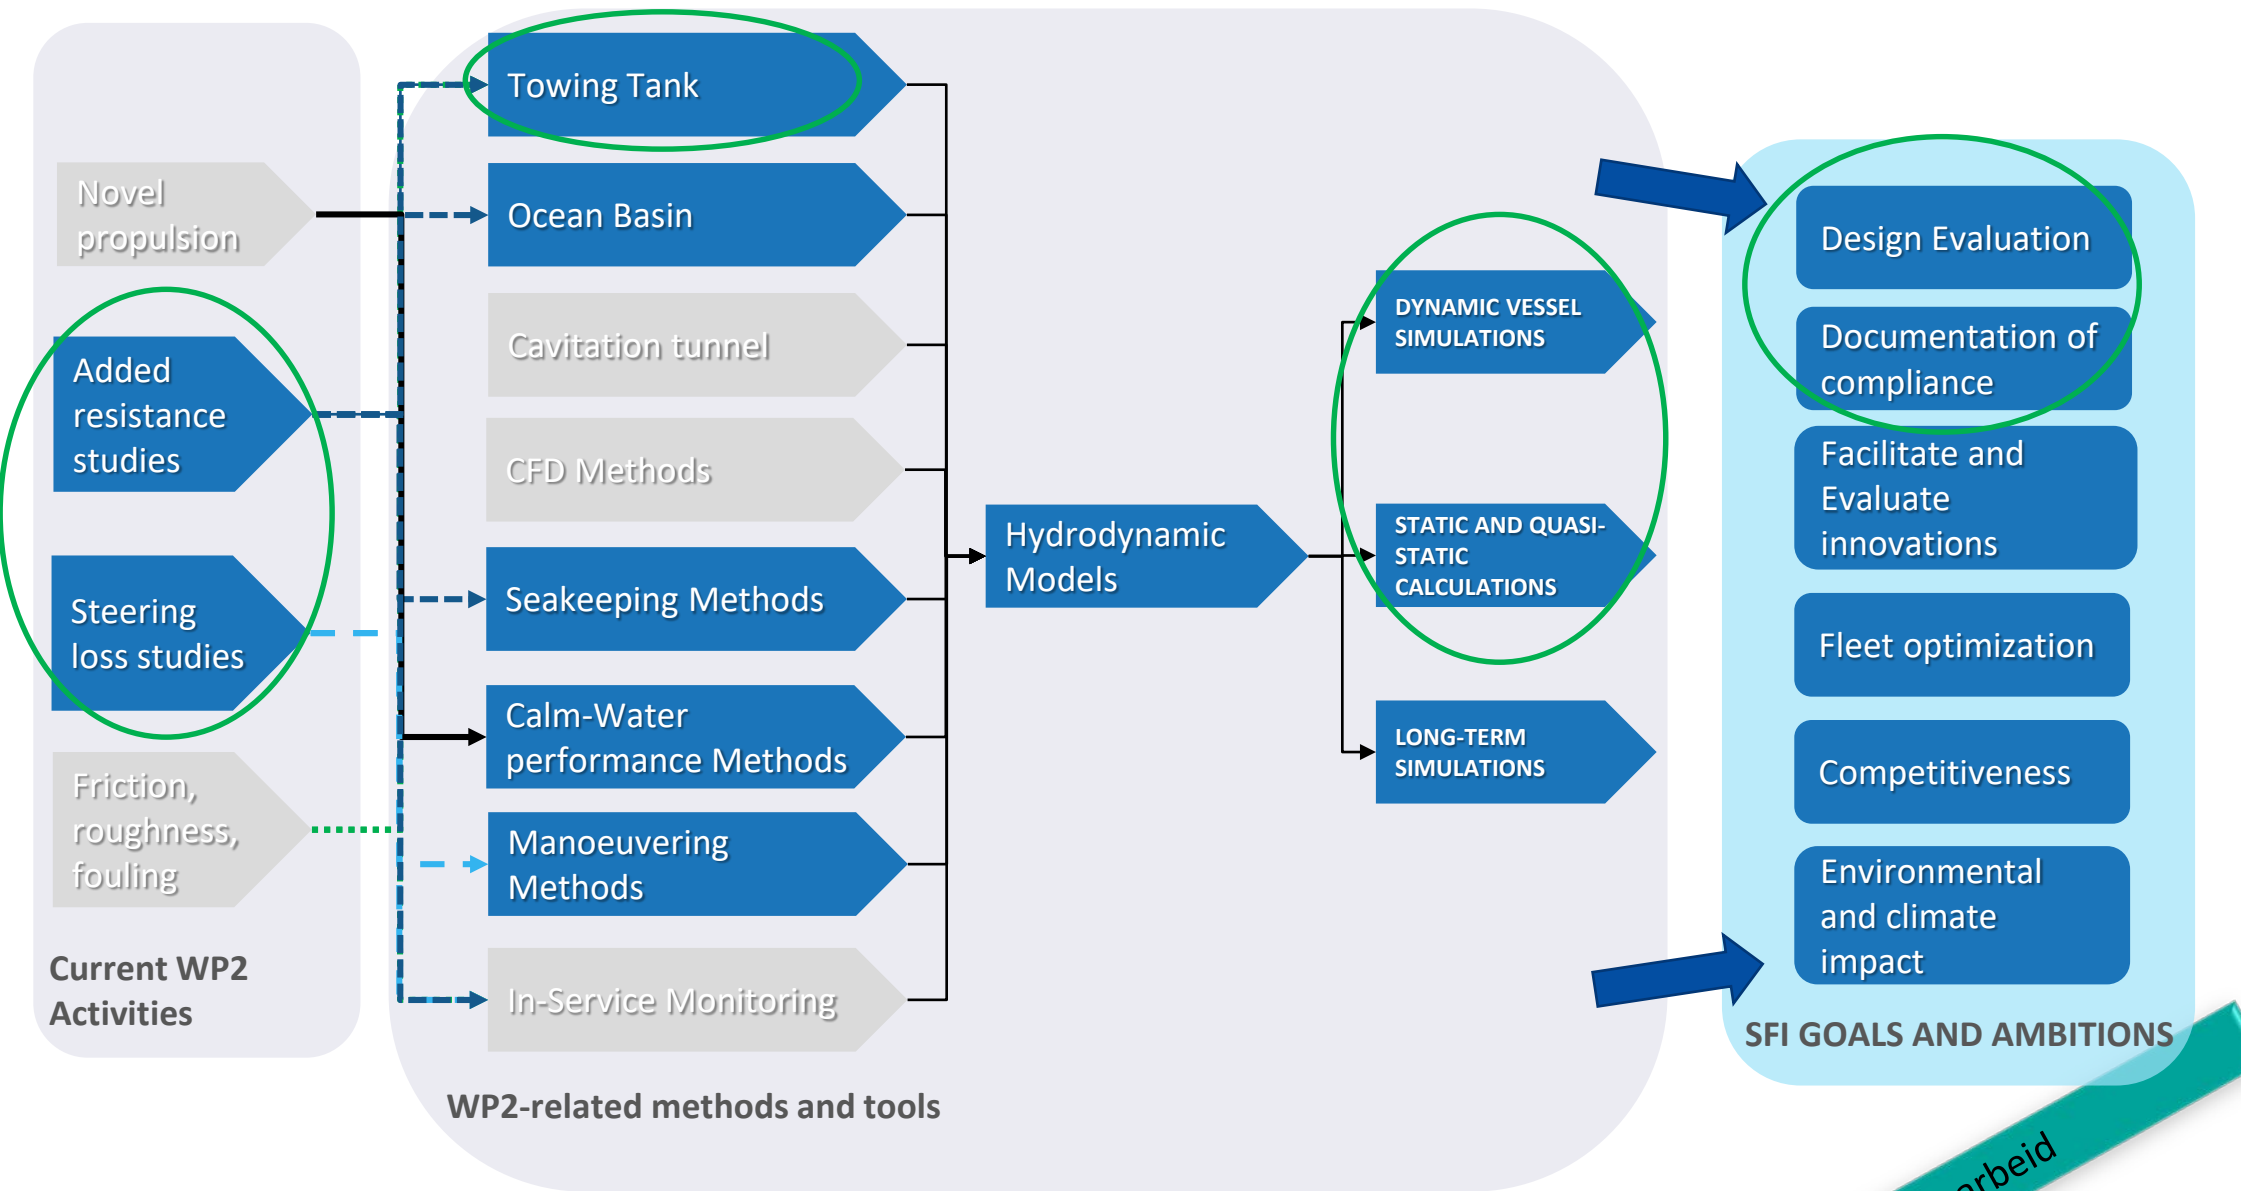 Novel
propulsion
Added
resistance
studies
Steering
loss studies
Friction,
roughness,
fouling
Current WP2
Activities
Towing Tank
Ocean Basin
Cavitation tunnel
CFD Methods
Seakeeping Methods
Calm-Water
performance Methods
Manoeuvering
Methods
In-Service Monitoring
WP2-related methods and tools
Hydrodynamic
Models
DYNAMIC VESSEL
SIMULATIONS
STATIC AND QUASI-
STATIC
CALCULATIONS
LONG-TERM
SIMULATIONS
Design Evaluation
Documentation of
compliance
Facilitate and
Evaluate
innovations
Fleet optimization
Competitiveness
Environmental
and climate
impact
SFI GOALS AND AMBITIONS